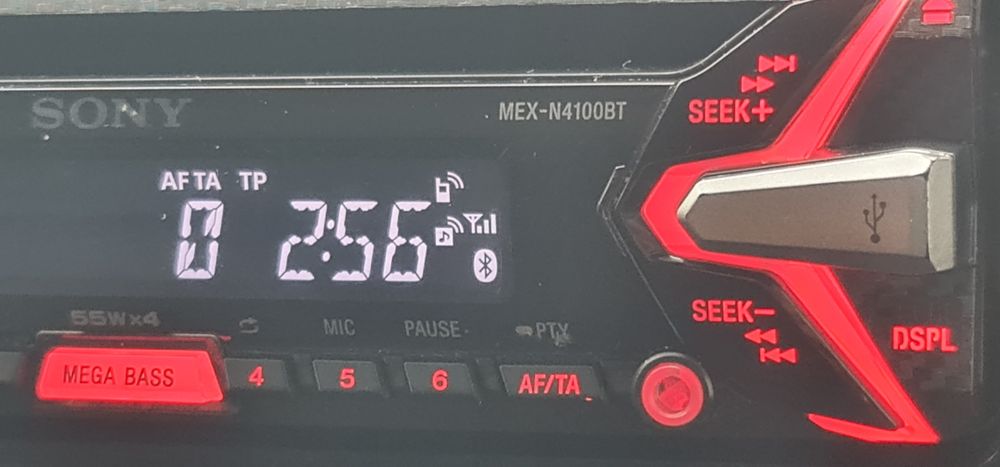 SONY
MEX-N4100BT
SEEK+
AF TA TP
0 2:56
SEEK-
55W×4
MIC
PAUSE
PTY
DSPL
MEGA BASS
4
5
6
AF/TA